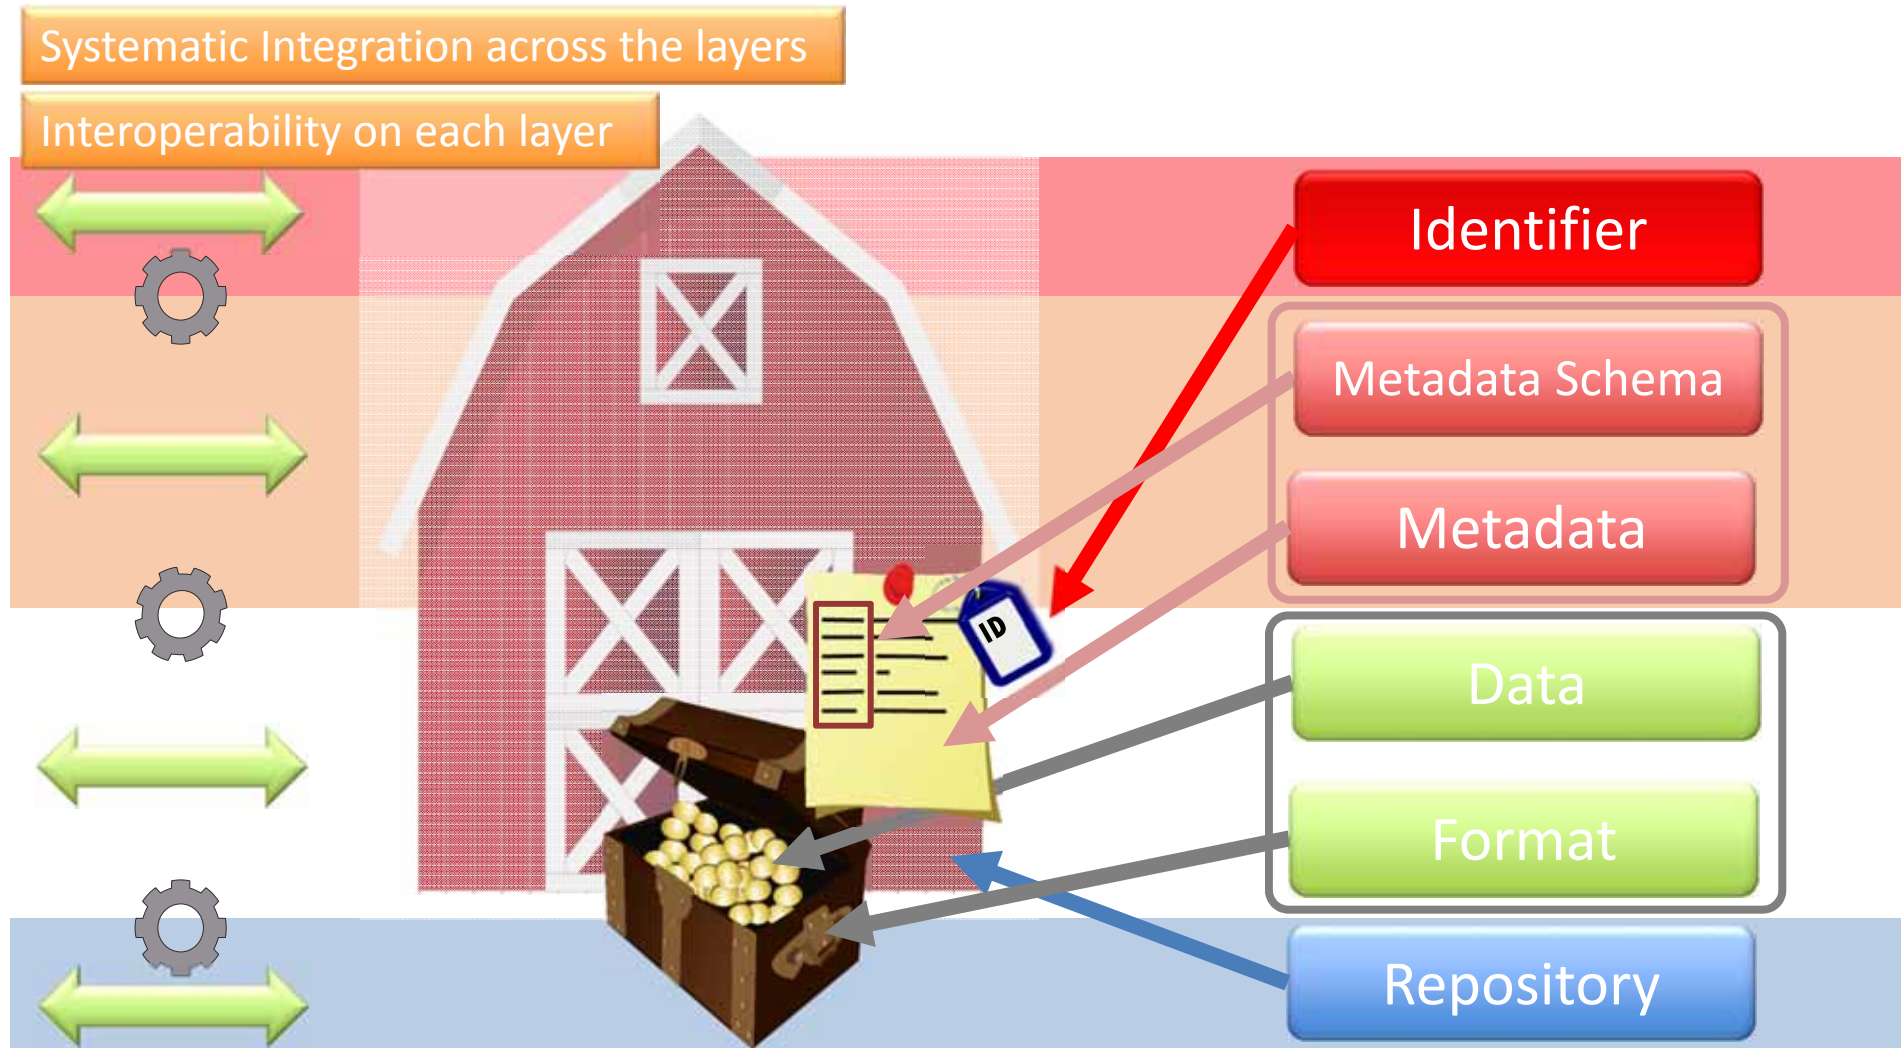 Systematic Integration across the layers
Interoperability on each layer
Identifier
Metadata Schema
Metadata
ID
Data
Format
Repository